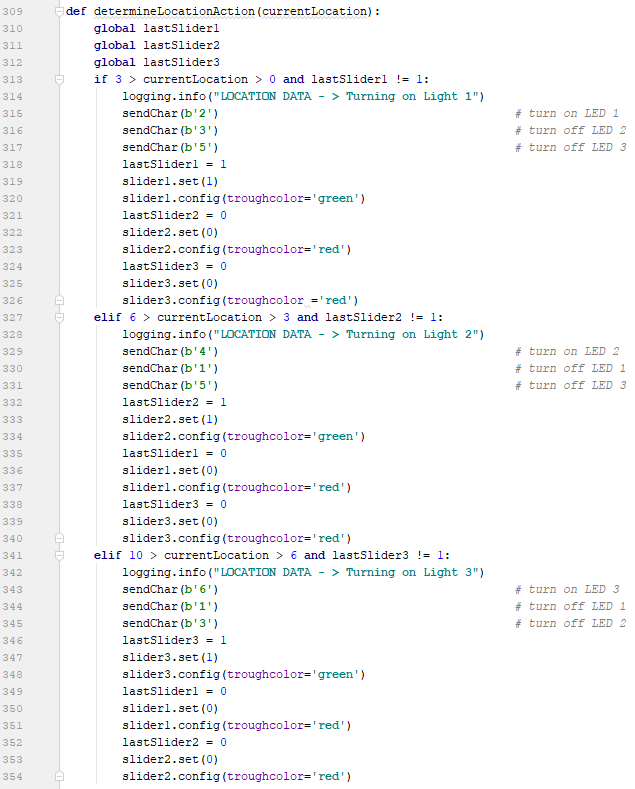 309 def determineLocationAction(currentLocation):
310     global lastSlider1
311     global lastSlider2
312     global lastSlider3
313     if 3 > currentLocation > 0 and lastSlider1 != 1:
314         logging.info("LOCATION DATA - > Turning on Light 1")
315         sendChar(b'2')                                          # turn on LED 1
316         sendChar(b'3')                                          # turn off LED 2
317         sendChar(b'5')                                          # turn off LED 3
318         lastSlider1 = 1
319         slider1.set(1)
320         slider1.config(troughcolor='green')
321         lastSlider2 = 0
322         slider2.set(0)
323         slider2.config(troughcolor='red')
324         lastSlider3 = 0
325         slider3.set(0)
326         slider3.config(troughcolor ='red')
327     elif 6 > currentLocation > 3 and lastSlider2 != 1:
328         logging.info("LOCATION DATA - > Turning on Light 2")
329         sendChar(b'4')                                          # turn on LED 2
330         sendChar(b'1')                                          # turn off LED 1
331         sendChar(b'5')                                          # turn off LED 3
332         lastSlider2 = 1
333         slider2.set(1)
334         slider2.config(troughcolor='green')
335         lastSlider1 = 0
336         slider1.set(0)
337         slider1.config(troughcolor='red')
338         lastSlider3 = 0
339         slider3.set(0)
340         slider3.config(troughcolor='red')
341     elif 10 > currentLocation > 6 and lastSlider3 != 1:
342         logging.info("LOCATION DATA - > Turning on Light 3")
343         sendChar(b'6')                                          # turn on LED 3
344         sendChar(b'1')                                          # turn off LED 1
345         sendChar(b'3')                                          # turn off LED 2
346         lastSlider3 = 1
347         slider3.set(1)
348         slider3.config(troughcolor='green')
349         lastSlider1 = 0
350         slider1.set(0)
351         slider1.config(troughcolor='red')
352         lastSlider2 = 0
353         slider2.set(0)
354         slider2.config(troughcolor='red')